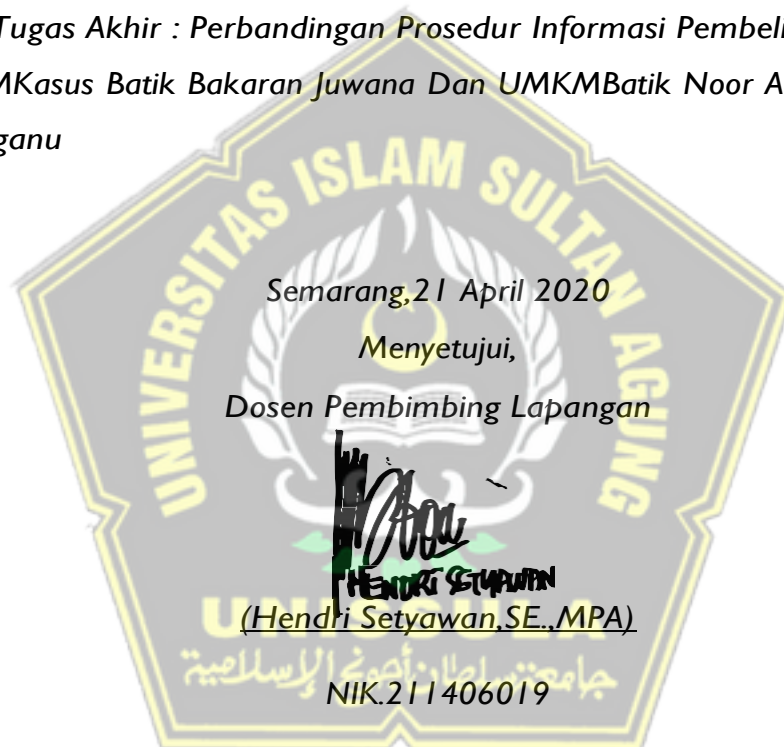 Tugas Akhir : Perbandingan Prosedur Informasi Pembel
MKasus Batik Bakaran Juwana Dan UMKMBatik Noor A
ganu
UNIVERSITAS ISLAM SULTAN AGUNG
Semarang,21 April 2020
Menyetujui,
Dosen Pembimbing Lapangan
HENDRI SETYAWAN
(Hendri Setyawan,SE.,MPA)
UNISSULA
جامعة سلطان أجونج الإسلامية
NIK.211406019